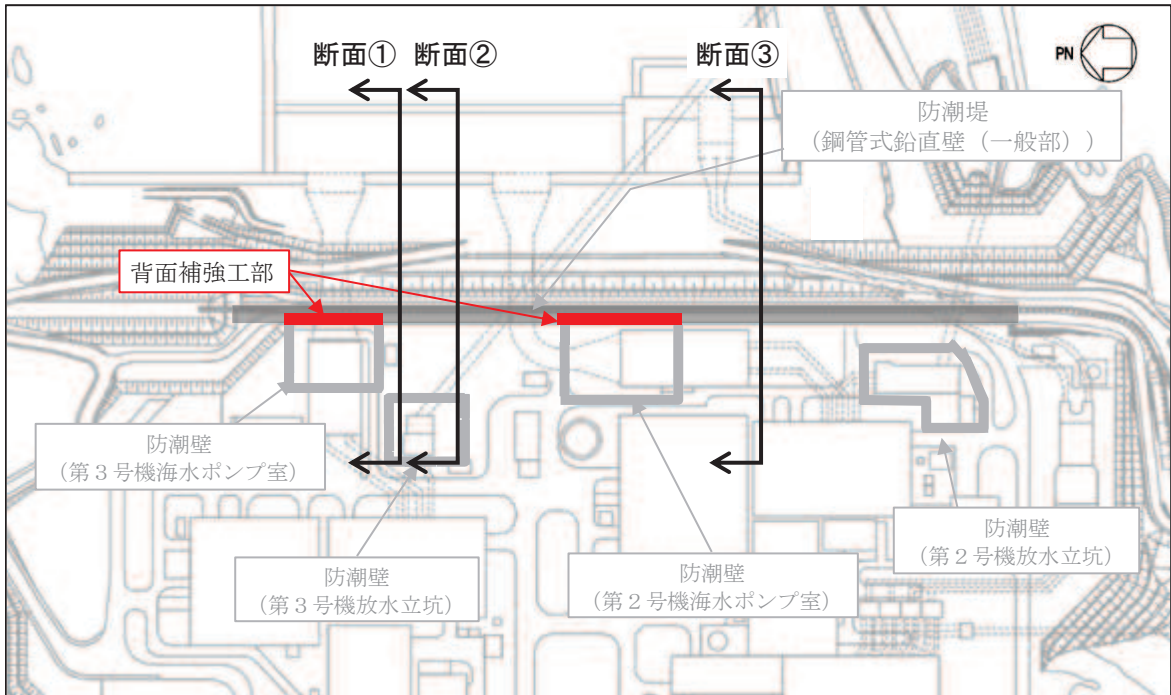 断面①
断面②
断面③
PN
防潮堤
（鋼管式鉛直壁（一般部））
背面補強工部
防潮壁
（第３号機海水ポンプ室）
防潮壁
（第３号機放水立坑）
防潮壁
（第２号機海水ポンプ室）
防潮壁
（第２号機放水立坑）